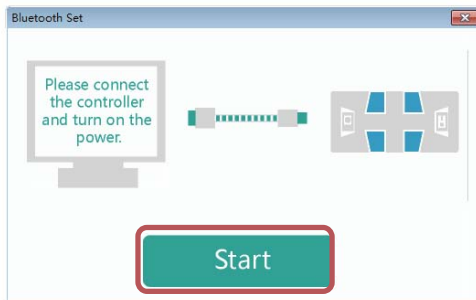 Bluetooth Set
Please connect
the controller
and turn on the
power.
Start